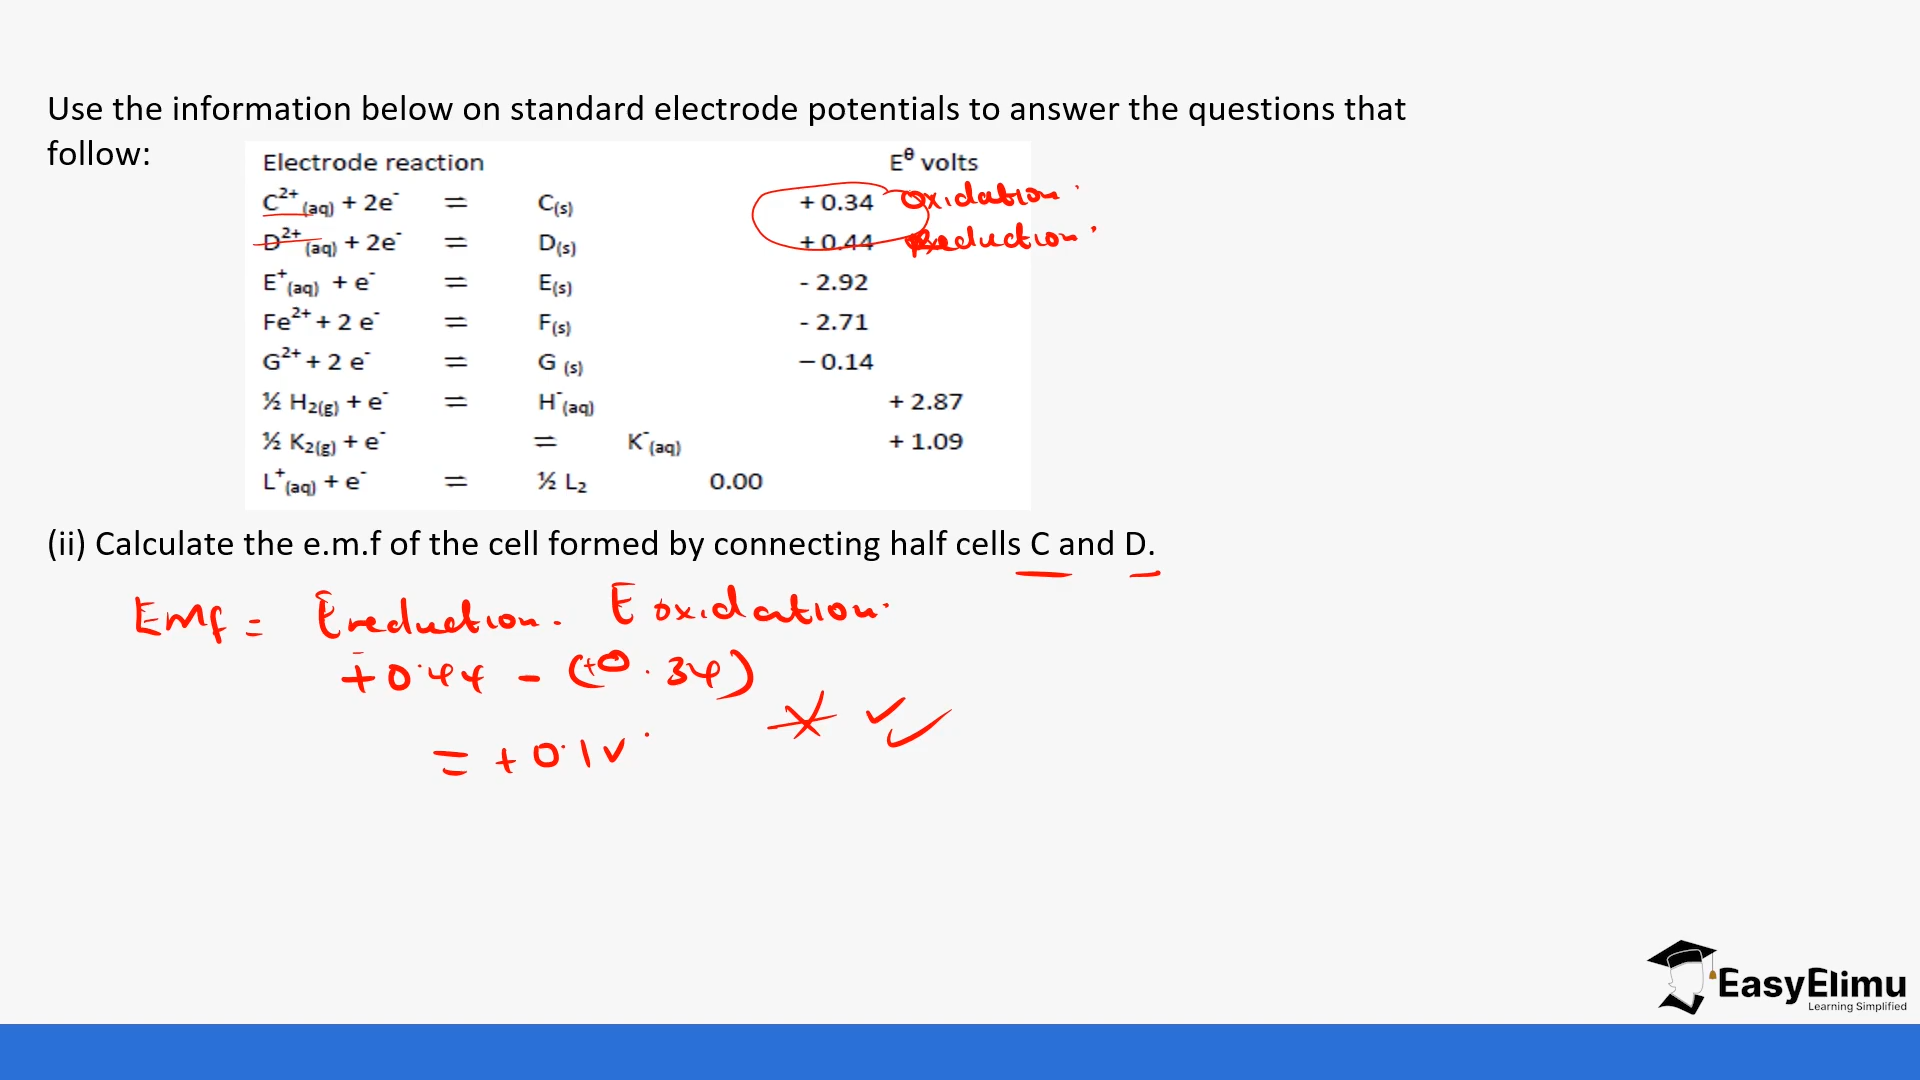 Use the information below on standard electrode potentials to answer the questions that
follow:
Electrode reaction E⁰ volts
C²⁺(aq) + 2e⁻ ⇌ C(s) + 0.34 Oxidation.
D²⁺(aq) + 2e⁻ ⇌ D(s) + 0.44 Reduction.
E⁺(aq) + e⁻ ⇌ E(s) - 2.92
Fe²⁺ + 2 e⁻ ⇌ F(s) - 2.71
G²⁺ + 2 e⁻ ⇌ G (s) – 0.14
½ H₂(g) + e⁻ ⇌ H⁻(aq) + 2.87
½ K₂(g) + e⁻ ⇌ K⁻(aq) + 1.09
L⁺(aq) + e⁻ ⇌ ½ L₂ 0.00
(ii) Calculate the e.m.f of the cell formed by connecting half cells C and D.
Emf = Ereduction - E oxidation.
+0.44 - (+0.34)
= +0.1v.
EasyElimu
Learning Simplified